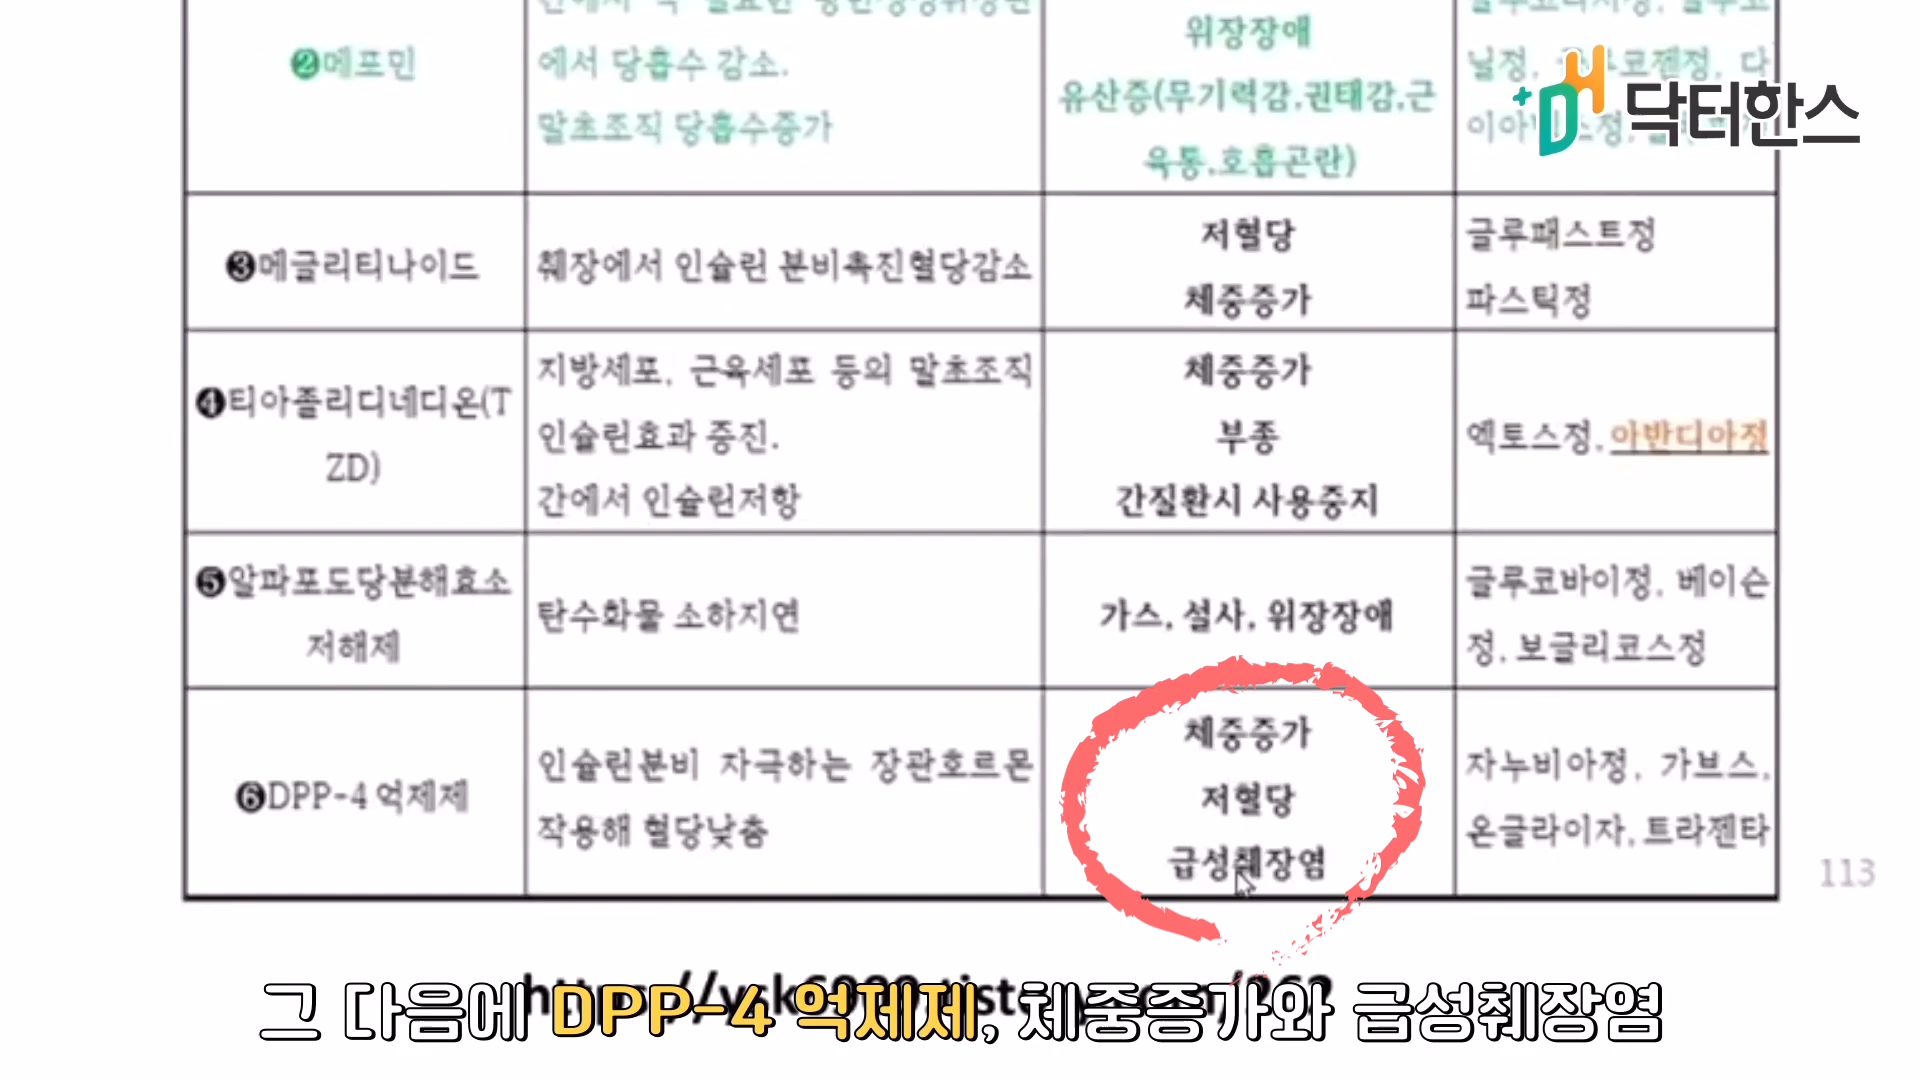 ❷메포민
에서 당흡수 감소.
말초조직 당흡수증가
위장장애
유산증(무기력감.권태감.근
육통.호흡곤란)
닥터한스
❸메글리티나이드
췌장에서 인슐린 분비촉진혈당감소
저혈당
체중증가
글루패스트정
파스틱정
❹티아졸리디네디온(T
ZD)
지방세포, 근육세포 등의 말초조직
인슐린효과 증진.
간에서 인슐린저항
체중증가
부종
간질환시 사용중지
엑토스정, 아반디아정
❺알파포도당분해효소
저해제
탄수화물 소하지연
가스, 설사, 위장장애
글루코바이정, 베이슨
정, 보글리코스정
❻DPP-4 억제제
인슐린분비 자극하는 장관호르몬
작용해 혈당낮춤
체중증가
저혈당
급성췌장염
자누비아정, 가브스,
온글라이자, 트라젠타
113
그 다음에 DPP-4 억제제, 체중증가와 급성췌장염